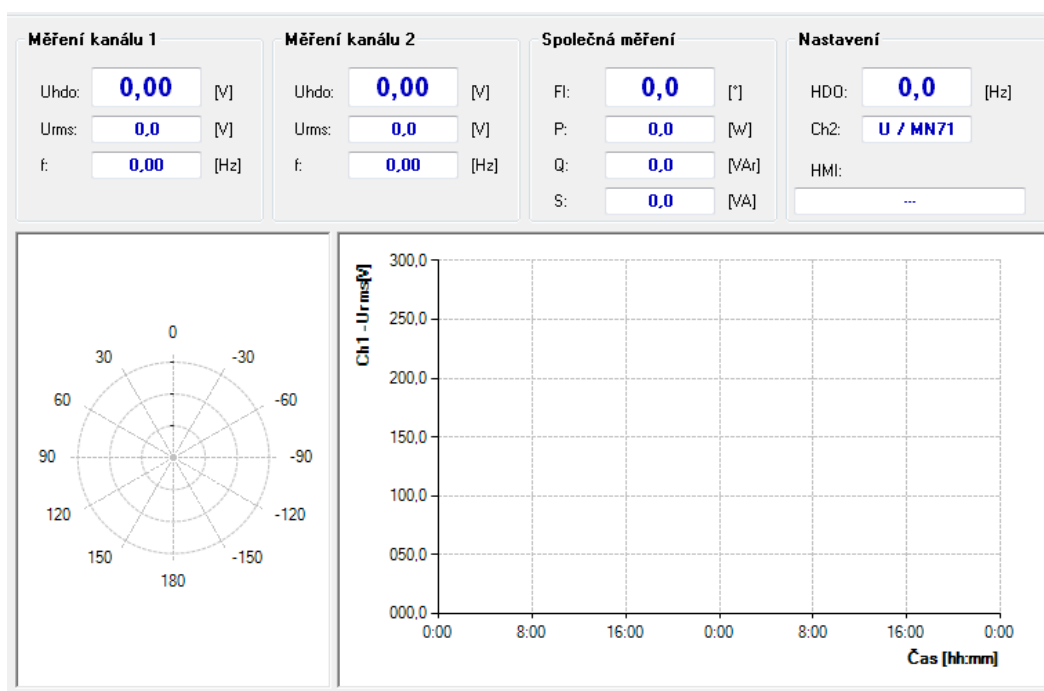 Měření kanálu 1
Uhdo: 0,00 [V]
Urms: 0,0 [V]
f: 0,00 [Hz]
Měření kanálu 2
Uhdo: 0,00 [V]
Urms: 0,0 [V]
f: 0,00 [Hz]
Společná měření
FI: 0,0 [°]
P: 0,0 [W]
Q: 0,0 [VAr]
S: 0,0 [VA]
Nastavení
HDO: 0,0 [Hz]
Ch2: U / MN71
HMI:
---
0
30 -30
60 -60
90 -90
120 -120
150 -150
180
Ch1 - Urms[V]
300,0
250,0
200,0
150,0
100,0
050,0
000,0
0:00 8:00 16:00 0:00 8:00 16:00 0:00
Čas [hh:mm]